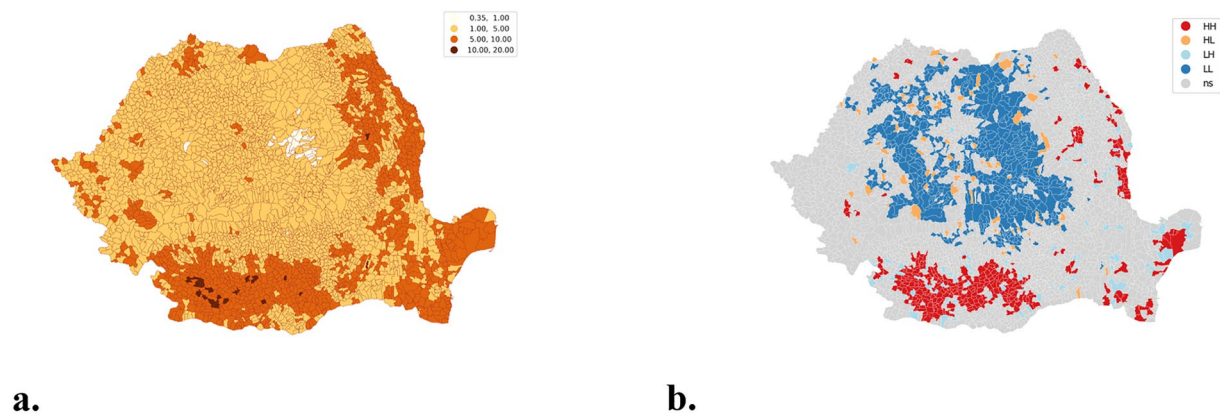 0.35, 1.00
1.00, 5.00
5.00, 10.00
10.00, 20.00
HH
HL
LH
LL
ns
a.
b.